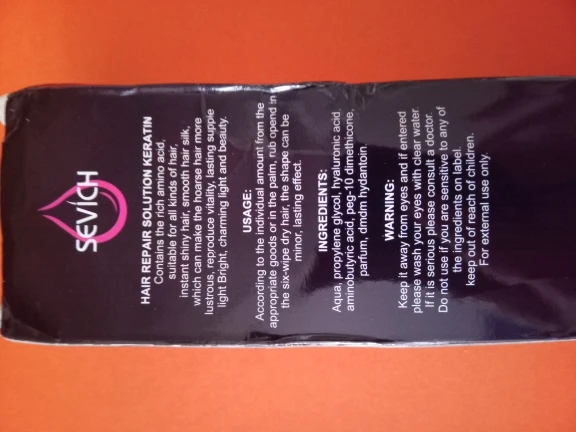 SEVICH
HAIR REPAIR SOLUTION KERATIN
Contains the rich amino acid,
suitable for all kinds of hair,
instant shiny hair, smooth hair silk,
which can make the hoarse hair more
lustrous, reproduce vitality, lasting supple
light Bright, charming light and beauty.
USAGE:
According to the individual amount from the
appropriate goods or in the palm, rub opend in
the six-wipe dry hair, the shape can be
minor, lasting effect.
INGREDIENTS:
Aqua, propylene glycol, hyaluronic acid,
aminobutyric acid, peg-10 dimethicone,
parfum, dmdm hydantoin.
WARNING:
Keep it away from eyes and if entered
please wash your eyes with clear water.
If it is serious please consult a doctor.
Do not use if you are sensitive to any of
the ingredients on label.
keep out of reach of children.
For external use only.